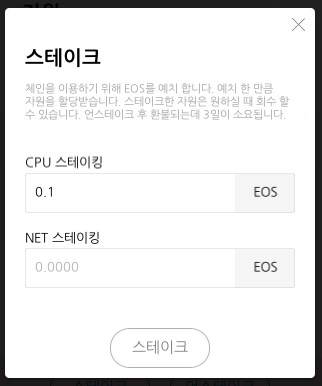 스테이크
체인을 이용하기 위해 EOS를 예치 합니다. 예치 한 만큼
자원을 할당받습니다. 스테이크한 자원은 원하실 때 회수 할
수 있습니다. 언스테이크 후 환불되는데 3일이 소요됩니다.
CPU 스테이킹
0.1 EOS
NET 스테이킹
0.0000 EOS
스테이크